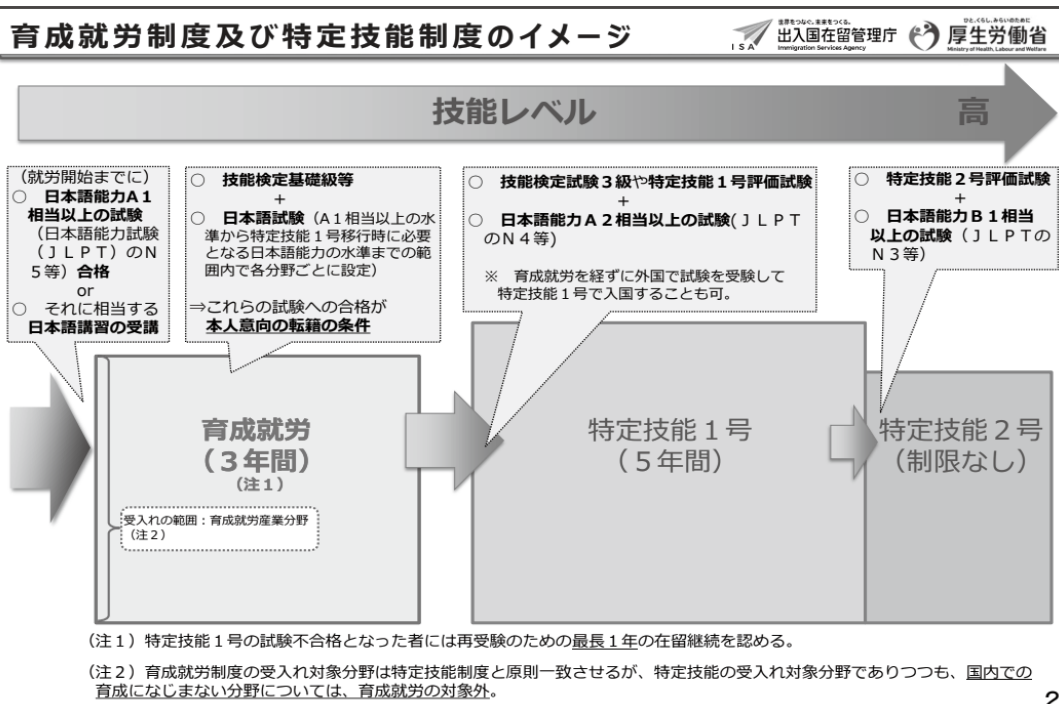 育成就労制度及び特定技能制度のイメージ
世界をつなぐ。未来をつくる。
ISA
出入国在留管理庁
Immigration Services Agency
ひと、くらし、みらいのために
厚生労働省
Ministry of Health, Labour and Welfare
技能レベル
高
（就労開始までに）
○ 日本語能力Ａ１
相当以上の試験
（日本語能力試験
（ＪＬＰＴ）のＮ
５等）合格
or
○ それに相当する
日本語講習の受講
○ 技能検定基礎級等
+
○ 日本語試験（Ａ１相当以上の水
準から特定技能１号移行時に必要
となる日本語能力の水準までの範
囲内で各分野ごとに設定）
⇒これらの試験への合格が
本人意向の転籍の条件
○ 技能検定試験３級や特定技能１号評価試験
+
○ 日本語能力Ａ２相当以上の試験(ＪＬＰＴ
のＮ４等)
※ 育成就労を経ずに外国で試験を受験して
特定技能１号で入国することも可。
○ 特定技能２号評価試験
+
○ 日本語能力Ｂ１相当
以上の試験（ＪＬＰＴの
Ｎ３等）
育成就労
（３年間）
（注１）
受入れの範囲：育成就労産業分野
（注２）
特定技能１号
（５年間）
特定技能２号
（制限なし）
（注１）特定技能１号の試験不合格となった者には再受験のための最長１年の在留継続を認める。
（注２）育成就労制度の受入れ対象分野は特定技能制度と原則一致させるが、特定技能の受入れ対象分野でありつつも、国内での
育成になじまない分野については、育成就労の対象外。
2